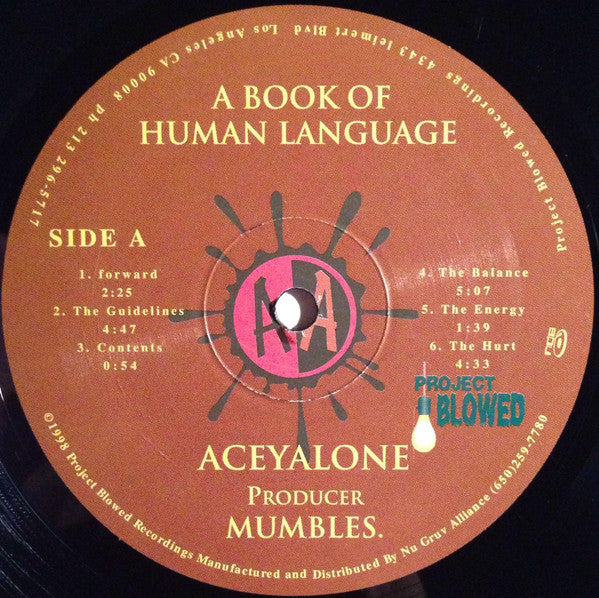 A BOOK OF
HUMAN LANGUAGE
SIDE A
1. forward
2:25
2. The Guidelines
4:47
3. Contents
0:54
4. The Balance
5:07
5. The Energy
1:39
6. The Hurt
4:33
AA
PROJECT
BLOWED
ACEYALONE
PRODUCER
MUMBLES.
Project Blowed Recordings 4343 leimert Blvd Los Angeles CA 90008 ph 213 296-5717
©1998 Project Blowed Recordings Manufactured and Distributed By Nu Gruv Alliance (650)259-7780